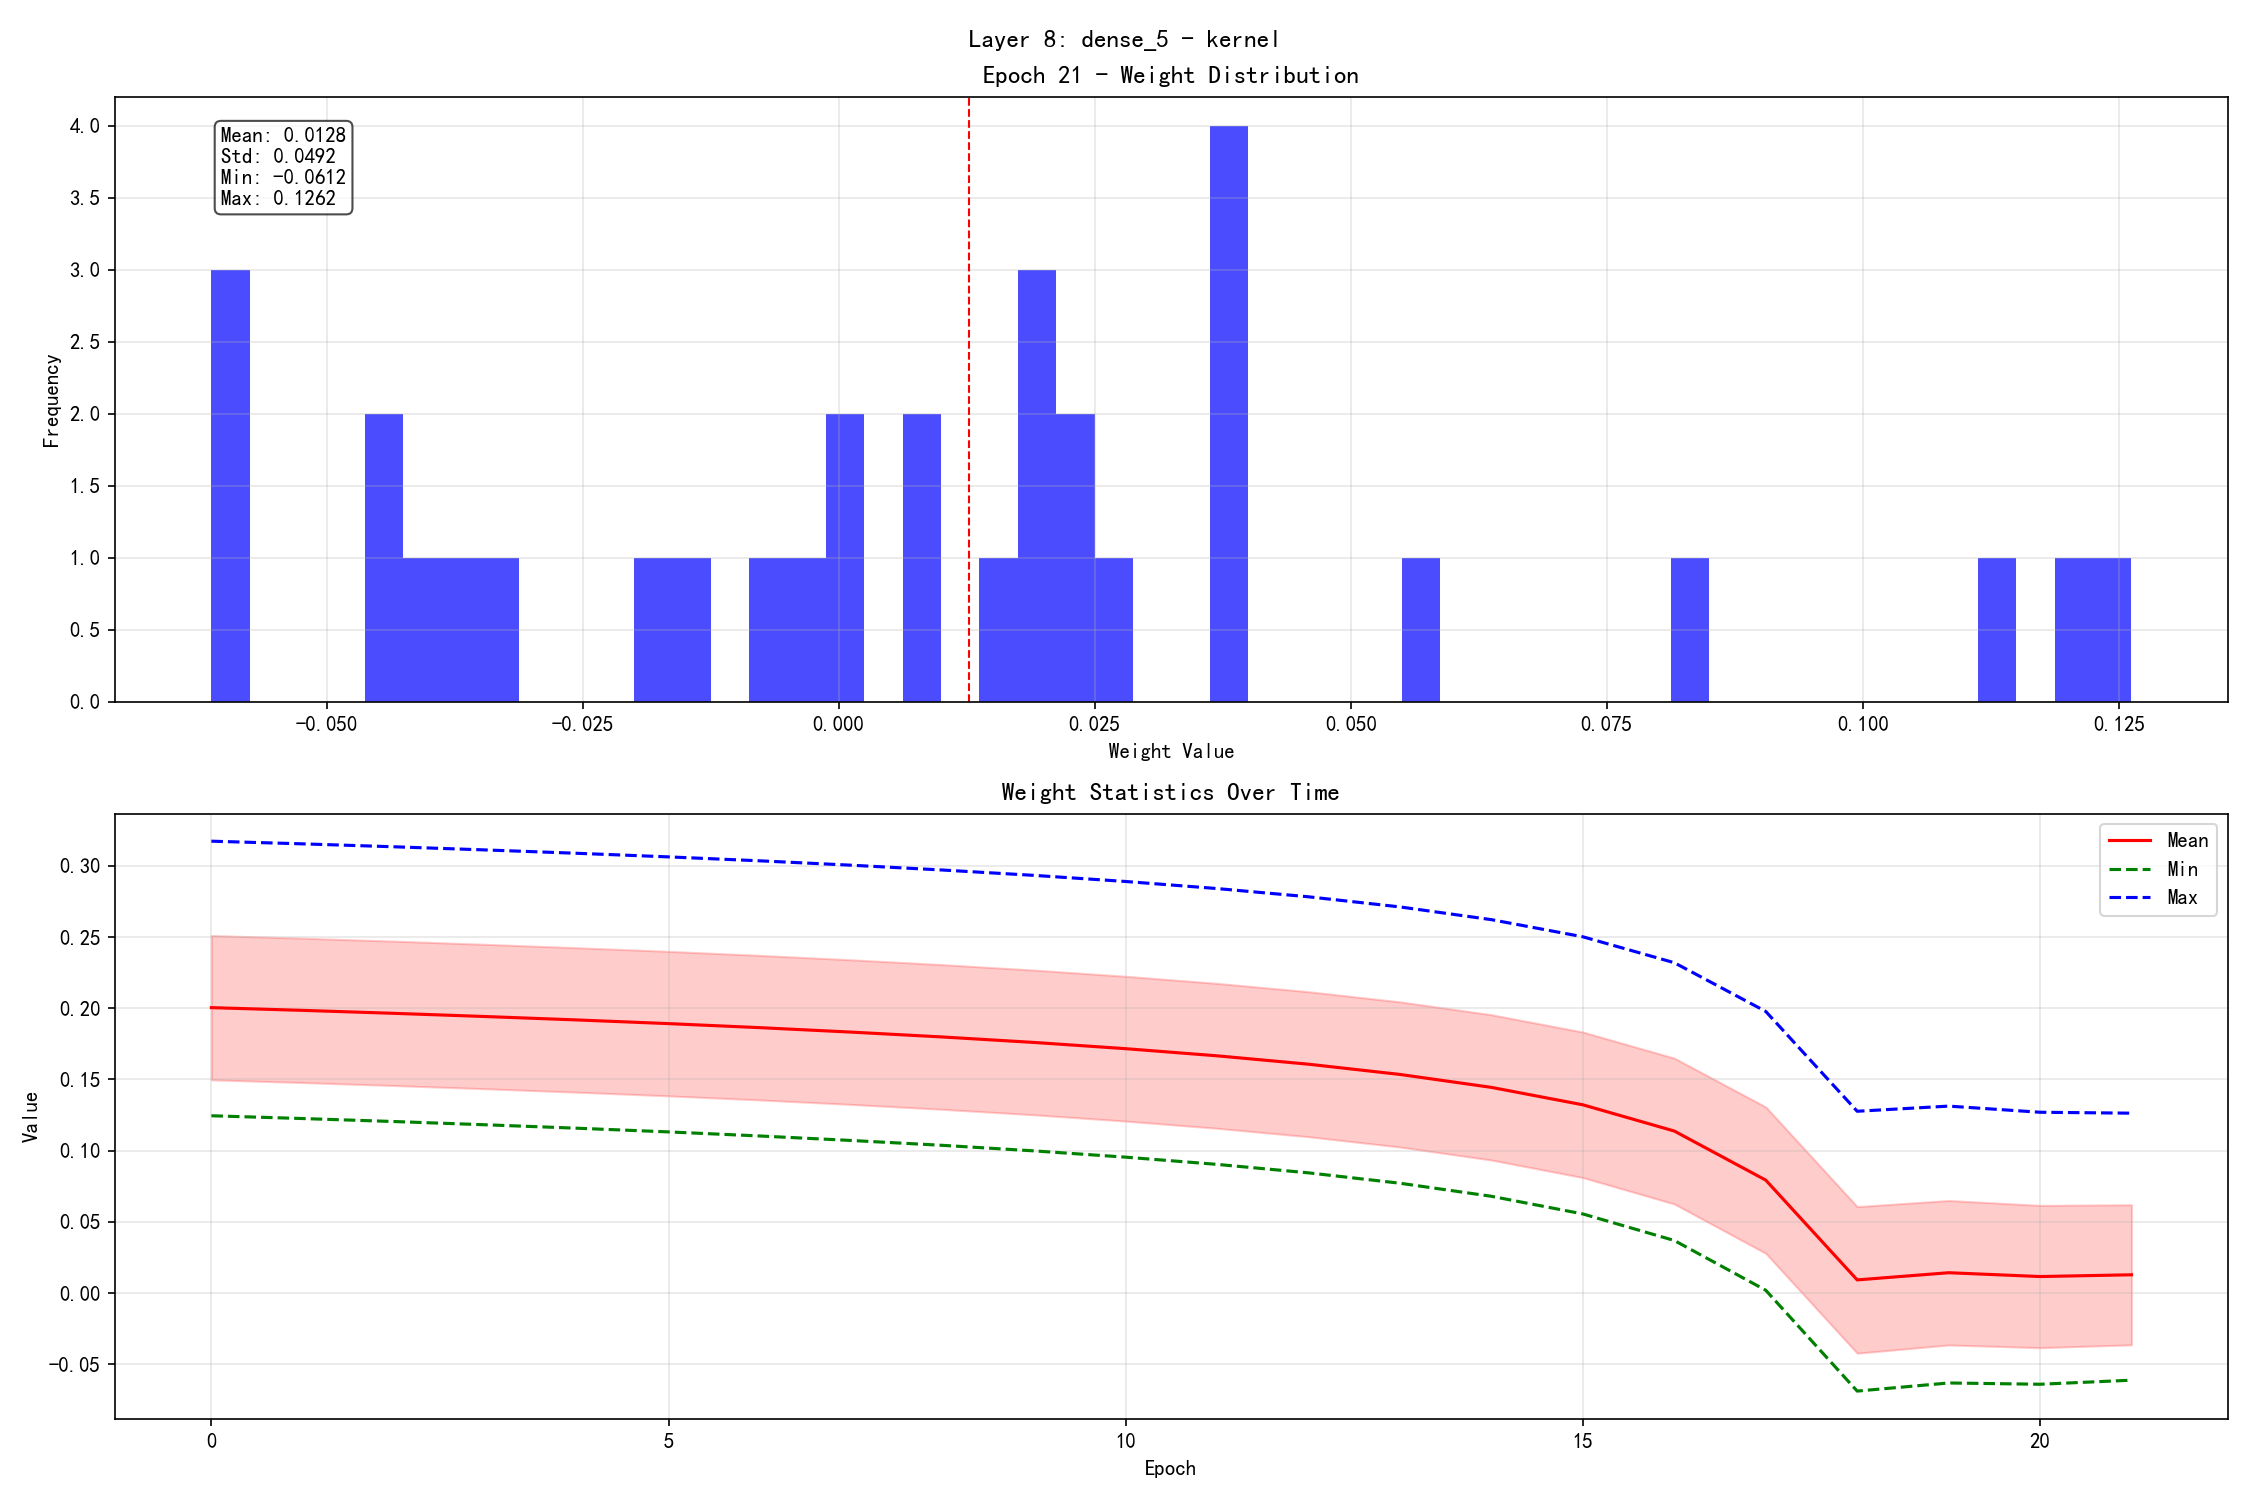 Layer 8: dense_5 - kernel
Epoch 21 - Weight Distribution
Mean: 0.0128
Std: 0.0492
Min: -0.0612
Max: 0.1262
Frequency
4.0
3.5
3.0
2.5
2.0
1.5
1.0
0.5
0.0
-0.050 -0.025 0.000 0.025 0.050 0.075 0.100 0.125
Weight Value
Weight Statistics Over Time
Mean
Min
Max
Value
0.30
0.25
0.20
0.15
0.10
0.05
0.00
-0.05
0 5 10 15 20
Epoch